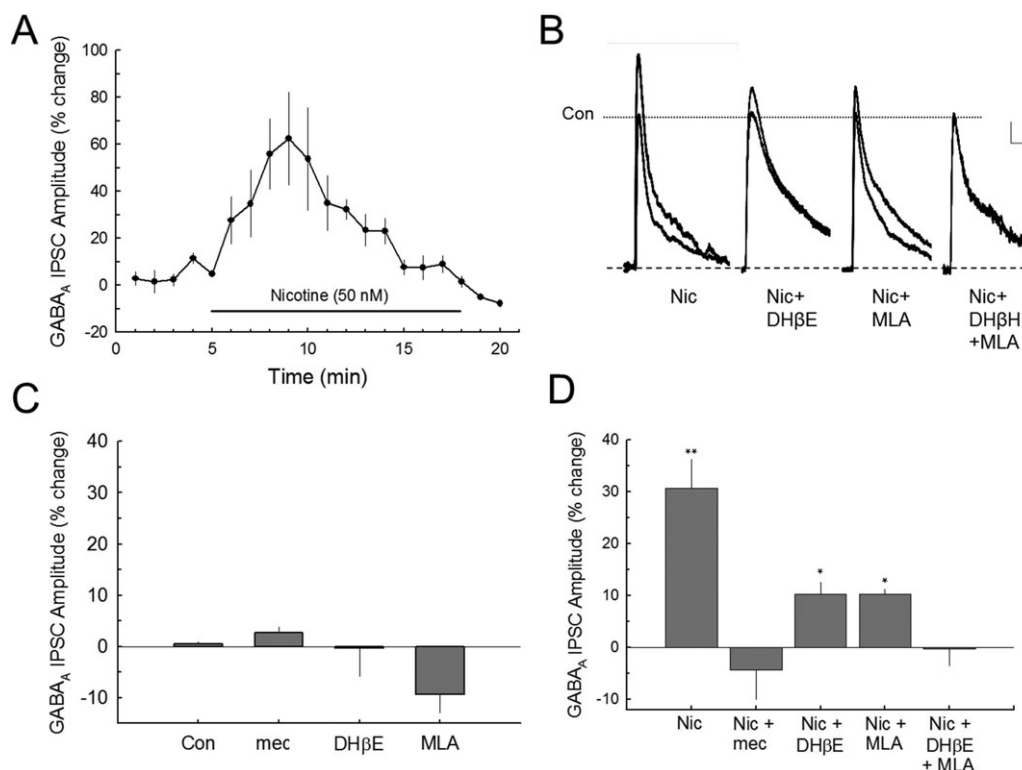 A
GABA_A IPSC Amplitude (% change)
100
80
60
40
20
0
-20
Nicotine (50 nM)
0 5 10 15 20
Time (min)
B
Con
Nic
Nic+
DHβE
Nic+
MLA
Nic+
DHβH
+MLA
C
GABA_A IPSC Amplitude (% change)
40
30
20
10
0
-10
Con mec DHβE MLA
D
GABA_A IPSC Amplitude (% change)
40
30
20
10
0
-10
**
*
*
Nic
Nic +
mec
Nic +
DHβE
Nic +
MLA
Nic +
DHβE
+ MLA